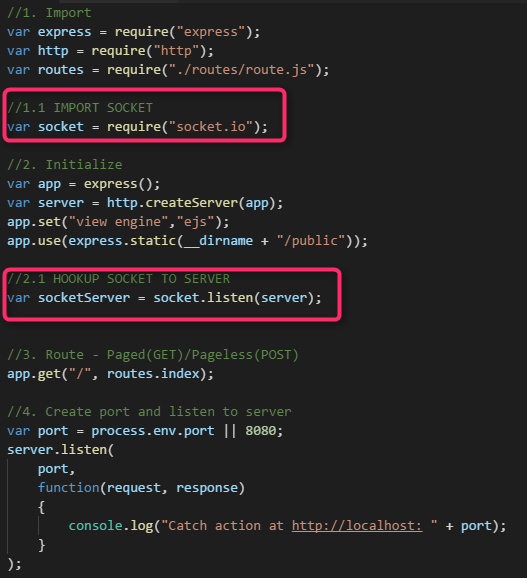 //1. Import
var express = require("express");
var http = require("http");
var routes = require("./routes/route.js");
//1.1 IMPORT SOCKET
var socket = require("socket.io");
//2. Initialize
var app = express();
var server = http.createServer(app);
app.set("view engine","ejs");
app.use(express.static(__dirname + "/public"));
//2.1 HOOKUP SOCKET TO SERVER
var socketServer = socket.listen(server);
//3. Route - Paged(GET)/Pageless(POST)
app.get("/", routes.index);
//4. Create port and listen to server
var port = process.env.port || 8080;
server.listen(
    port,
    function(request, response)
    {
        console.log("Catch action at http://localhost: " + port);
    }
);